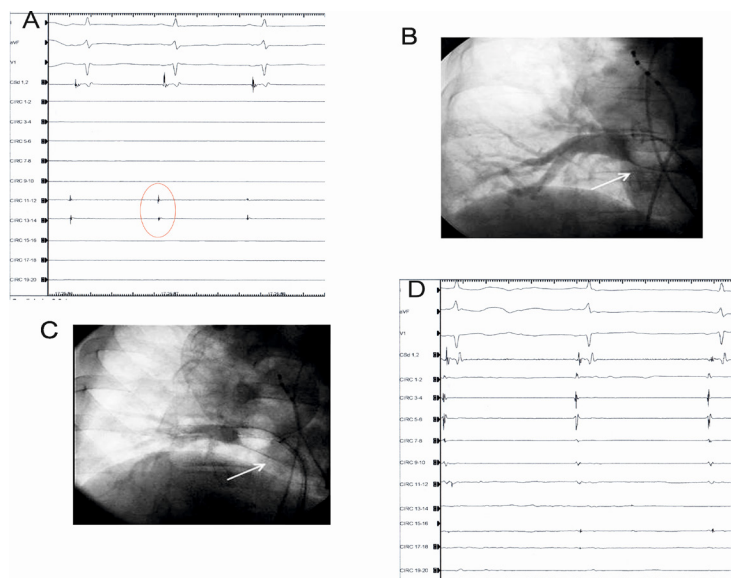 A
I
aVF
V1
CSd 1,2
CIRC 1-2
CIRC 3-4
CIRC 5-6
CIRC 7-8
CIRC 9-10
CIRC 11-12
CIRC 13-14
CIRC 15-16
CIRC 17-18
CIRC 19-20
B
C
D
I
aVF
V1
CSd 1,2
CIRC 1-2
CIRC 3-4
CIRC 5-6
CIRC 7-8
CIRC 9-10
CIRC 11-12
CIRC 13-14
CIRC 15-16
CIRC 17-18
CIRC 19-20